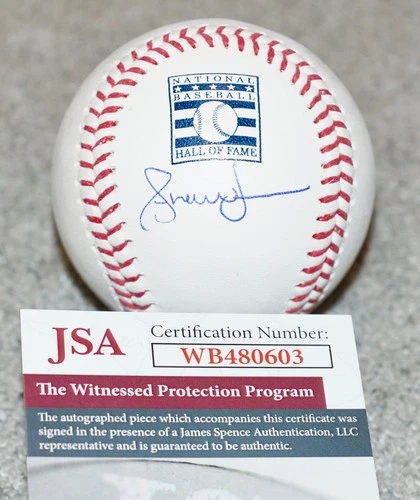 NATIONAL
BASEBALL
HALL OF FAME
JSA
Certification Number:
WB480603
The Witnessed Protection Program
The autographed piece which accompanies this certificate was
signed in the presence of a James Spence Authentication, LLC
representative and is guaranteed to be authentic.